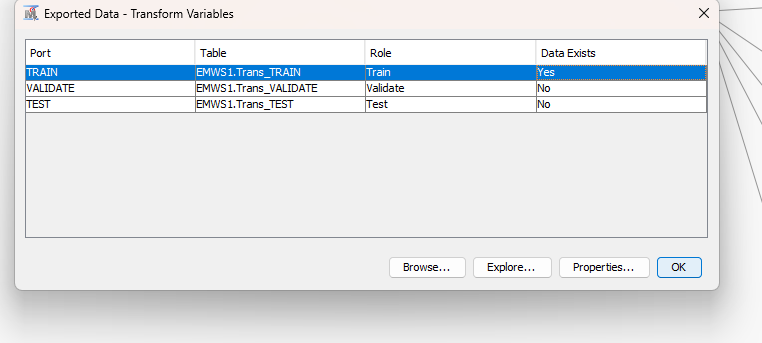 Exported Data - Transform Variables
Port Table Role Data Exists
TRAIN EMWS1.Trans_TRAIN Train Yes
VALIDATE EMWS1.Trans_VALIDATE Validate No
TEST EMWS1.Trans_TEST Test No
Browse... Explore... Properties... OK